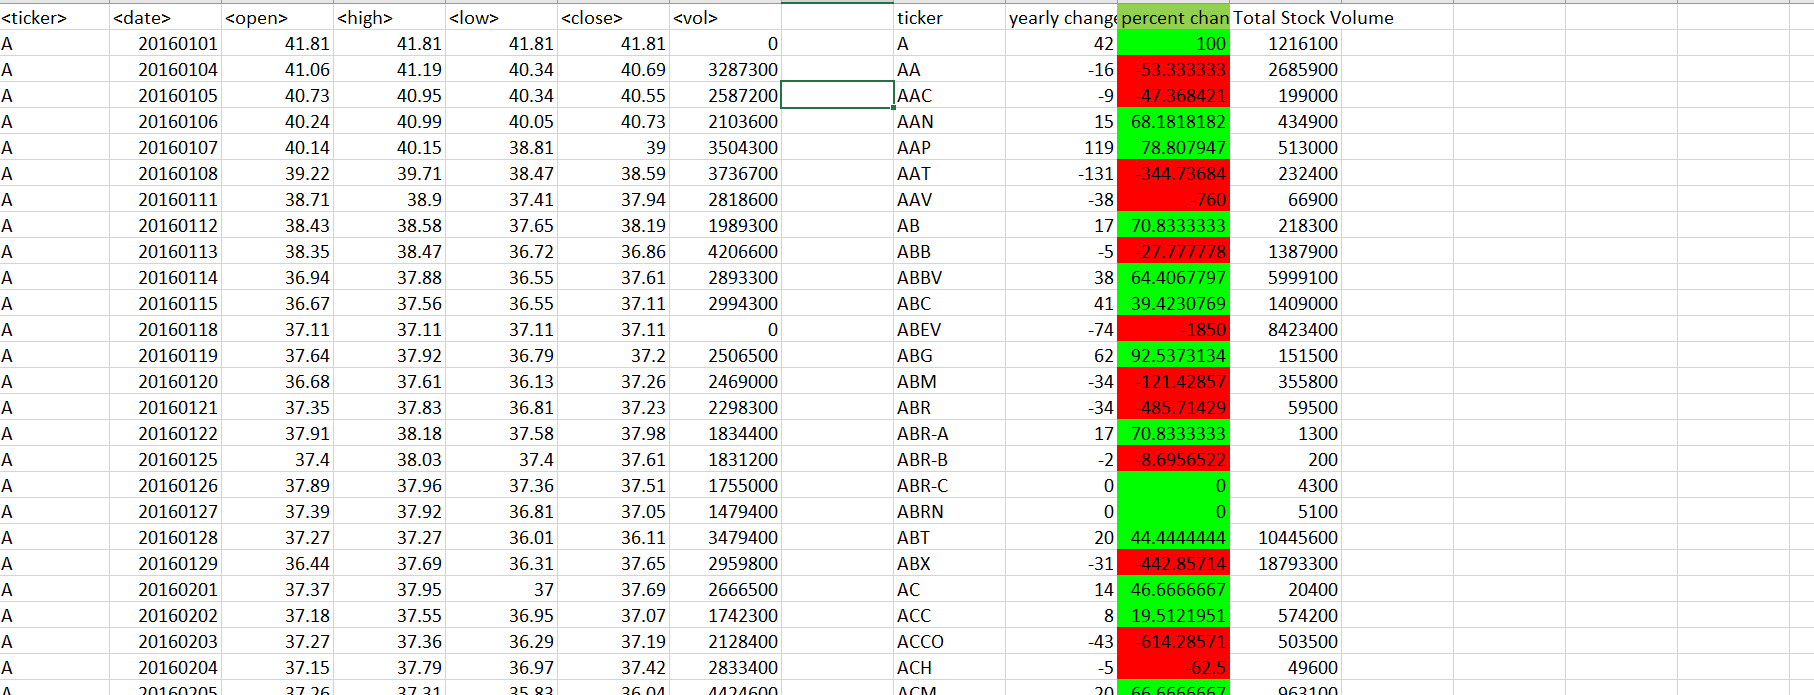 <ticker> <date> <open> <high> <low> <close> <vol> ticker yearly change percent chan Total Stock Volume
A 20160101 41.81 41.81 41.81 41.81 0 A 42 100 1216100
A 20160104 41.06 41.19 40.34 40.69 3287300 AA -16 -53.333333 2685900
A 20160105 40.73 40.95 40.34 40.55 2587200 AAC -9 -47.368421 199000
A 20160106 40.24 40.99 40.05 40.73 2103600 AAN 15 68.1818182 434900
A 20160107 40.14 40.15 38.81 39 3504300 AAP 119 78.807947 513000
A 20160108 39.22 39.71 38.47 38.59 3736700 AAT -131 -344.73684 232400
A 20160111 38.71 38.9 37.41 37.94 2818600 AAV -38 -760 66900
A 20160112 38.43 38.58 37.65 38.19 1989300 AB 17 70.8333333 218300
A 20160113 38.35 38.47 36.72 36.86 4206600 ABB -5 -27.777778 1387900
A 20160114 36.94 37.88 36.55 37.61 2893300 ABBV 38 64.4067797 5999100
A 20160115 36.67 37.56 36.55 37.11 2994300 ABC 41 39.4230769 1409000
A 20160118 37.11 37.11 37.11 37.11 0 ABEV -74 -1850 8423400
A 20160119 37.64 37.92 36.79 37.2 2506500 ABG 62 92.5373134 151500
A 20160120 36.68 37.61 36.13 37.26 2469000 ABM -34 -121.42857 355800
A 20160121 37.35 37.83 36.81 37.23 2298300 ABR -34 -485.71429 59500
A 20160122 37.91 38.18 37.58 37.98 1834400 ABR-A 17 70.8333333 1300
A 20160125 37.4 38.03 37.4 37.61 1831200 ABR-B -2 -8.6956522 200
A 20160126 37.89 37.96 37.36 37.51 1755000 ABR-C 0 0 4300
A 20160127 37.39 37.92 36.81 37.05 1479400 ABRN 0 0 5100
A 20160128 37.27 37.27 36.01 36.11 3479400 ABT 20 44.4444444 10445600
A 20160129 36.44 37.69 36.31 37.65 2959800 ABX -31 -442.85714 18793300
A 20160201 37.37 37.95 37 37.69 2666500 AC 14 46.6666667 20400
A 20160202 37.18 37.55 36.95 37.07 1742300 ACC 8 19.5121951 574200
A 20160203 37.27 37.36 36.29 37.19 2128400 ACCO -43 -614.28571 503500
A 20160204 37.15 37.79 36.97 37.42 2833400 ACH -5 -62.5 49600
A 20160205 37.26 37.31 35.83 36.04 4424600 ACM 20 66.6666667 963100